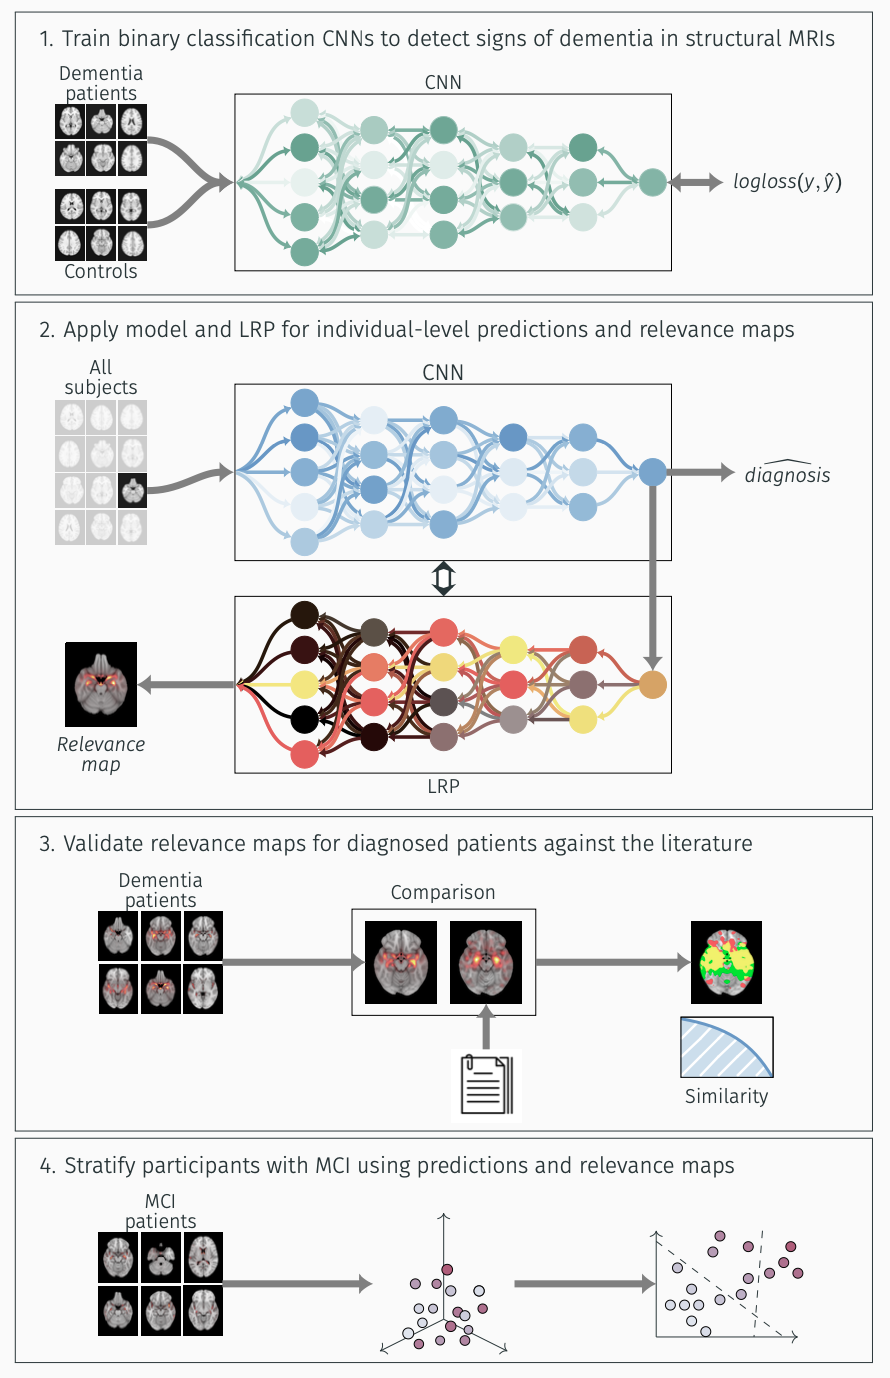 1. Train binary classification CNNs to detect signs of dementia in structural MRIs
Dementia
patients
CNN
logloss(y, ŷ)
Controls
2. Apply model and LRP for individual-level predictions and relevance maps
All
subjects
CNN
diagnosis
Relevance
map
LRP
3. Validate relevance maps for diagnosed patients against the literature
Dementia
patients
Comparison
Similarity
4. Stratify participants with MCI using predictions and relevance maps
MCI
patients